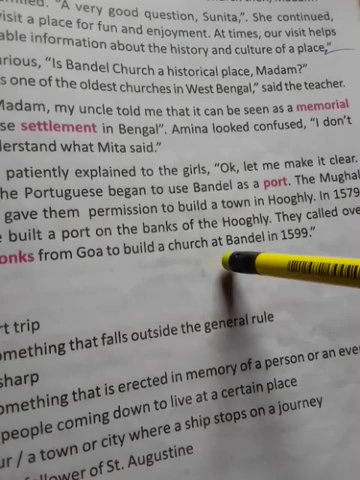 "A very good question, Sunita,". She continued,
visit a place for fun and enjoyment. At times, our visit helps
able information about the history and culture of a place,"
urious, "Is Bandel Church a historical place, Madam?"
s one of the oldest churches in West Bengal," said the teacher.
Madam, my uncle told me that it can be seen as a memorial
se settlement in Bengal". Amina looked confused, "I don't
derstand what Mita said."
patiently explained to the girls, "Ok, let me make it clear.
he Portuguese began to use Bandel as a port. The Mughal
gave them permission to build a town in Hooghly. In 1579
e built a port on the banks of the Hooghly. They called ove
onks from Goa to build a church at Bandel in 1599."
rt trip
omething that falls outside the general rule
sharp
omething that is erected in memory of a person or an eve
people coming down to live at a certain place
ur / a town or city where a ship stops on a journey
follower of St. Augustine